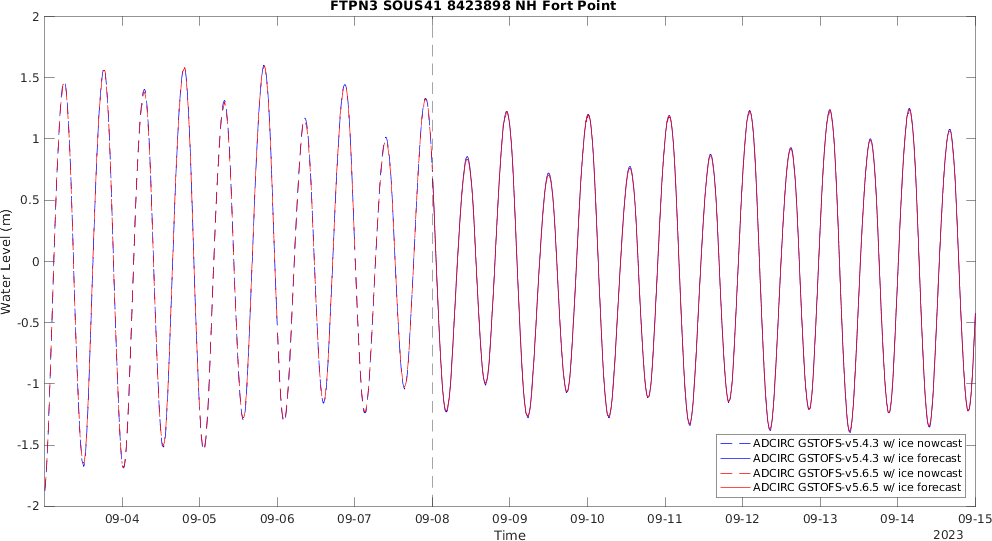 FTPN3 SOUS41 8423898 NH Fort Point
2
1.5
1
0.5
0
-0.5
-1
-1.5
-2
Water Level (m)
ADCIRC GSTOFS-v5.4.3 w/ ice nowcast
ADCIRC GSTOFS-v5.4.3 w/ ice forecast
ADCIRC GSTOFS-v5.6.5 w/ ice nowcast
ADCIRC GSTOFS-v5.6.5 w/ ice forecast
09-04 09-05 09-06 09-07 09-08 09-09 09-10 09-11 09-12 09-13 09-14 09-15
Time
2023